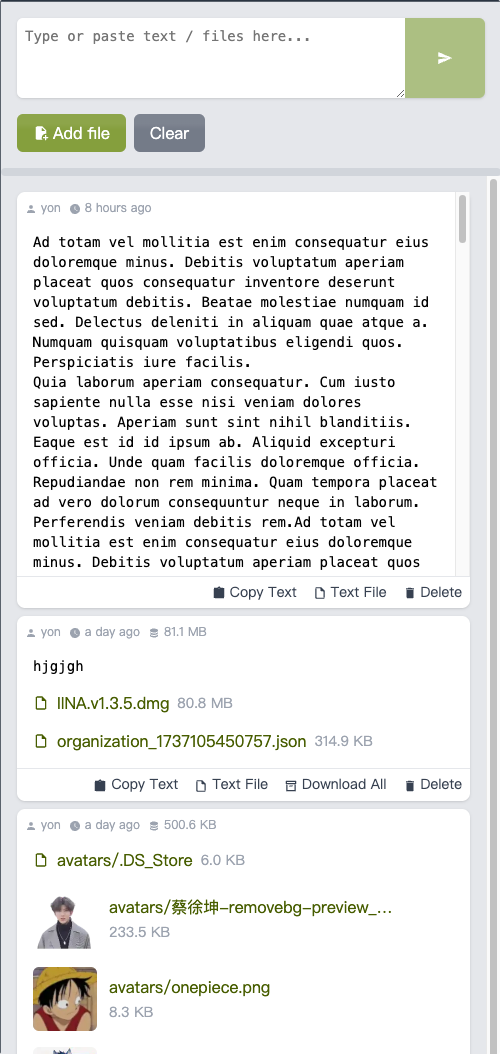 Type or paste text / files here...
Add file
Clear
yon 8 hours ago
Ad totam vel mollitia est enim consequatur eius
doloremque minus. Debitis voluptatum aperiam
placeat quos consequatur inventore deserunt
voluptatum debitis. Beatae molestiae numquam id
sed. Delectus deleniti in aliquam quae atque a.
Numquam quisquam voluptatibus eligendi quos.
Perspiciatis iure facilis.
Quia laborum aperiam consequatur. Cum iusto
sapiente nulla esse nisi veniam dolores
voluptas. Aperiam sunt sint nihil blanditiis.
Eaque est id id ipsum ab. Aliquid excepturi
officia. Unde quam facilis doloremque officia.
Repudiandae non rem minima. Quam tempora placeat
ad vero dolorum consequuntur neque in laborum.
Perferendis veniam debitis rem.Ad totam vel
mollitia est enim consequatur eius doloremque
minus. Debitis voluptatum aperiam placeat quos
Copy Text Text File Delete
yon a day ago 81.1 MB
hjgjgh
IINA.v1.3.5.dmg 80.8 MB
organization_1737105450757.json 314.9 KB
Copy Text Text File Download All Delete
yon a day ago 500.6 KB
avatars/.DS_Store 6.0 KB
avatars/蔡徐坤-removebg-preview_...
233.5 KB
avatars/onepiece.png
8.3 KB